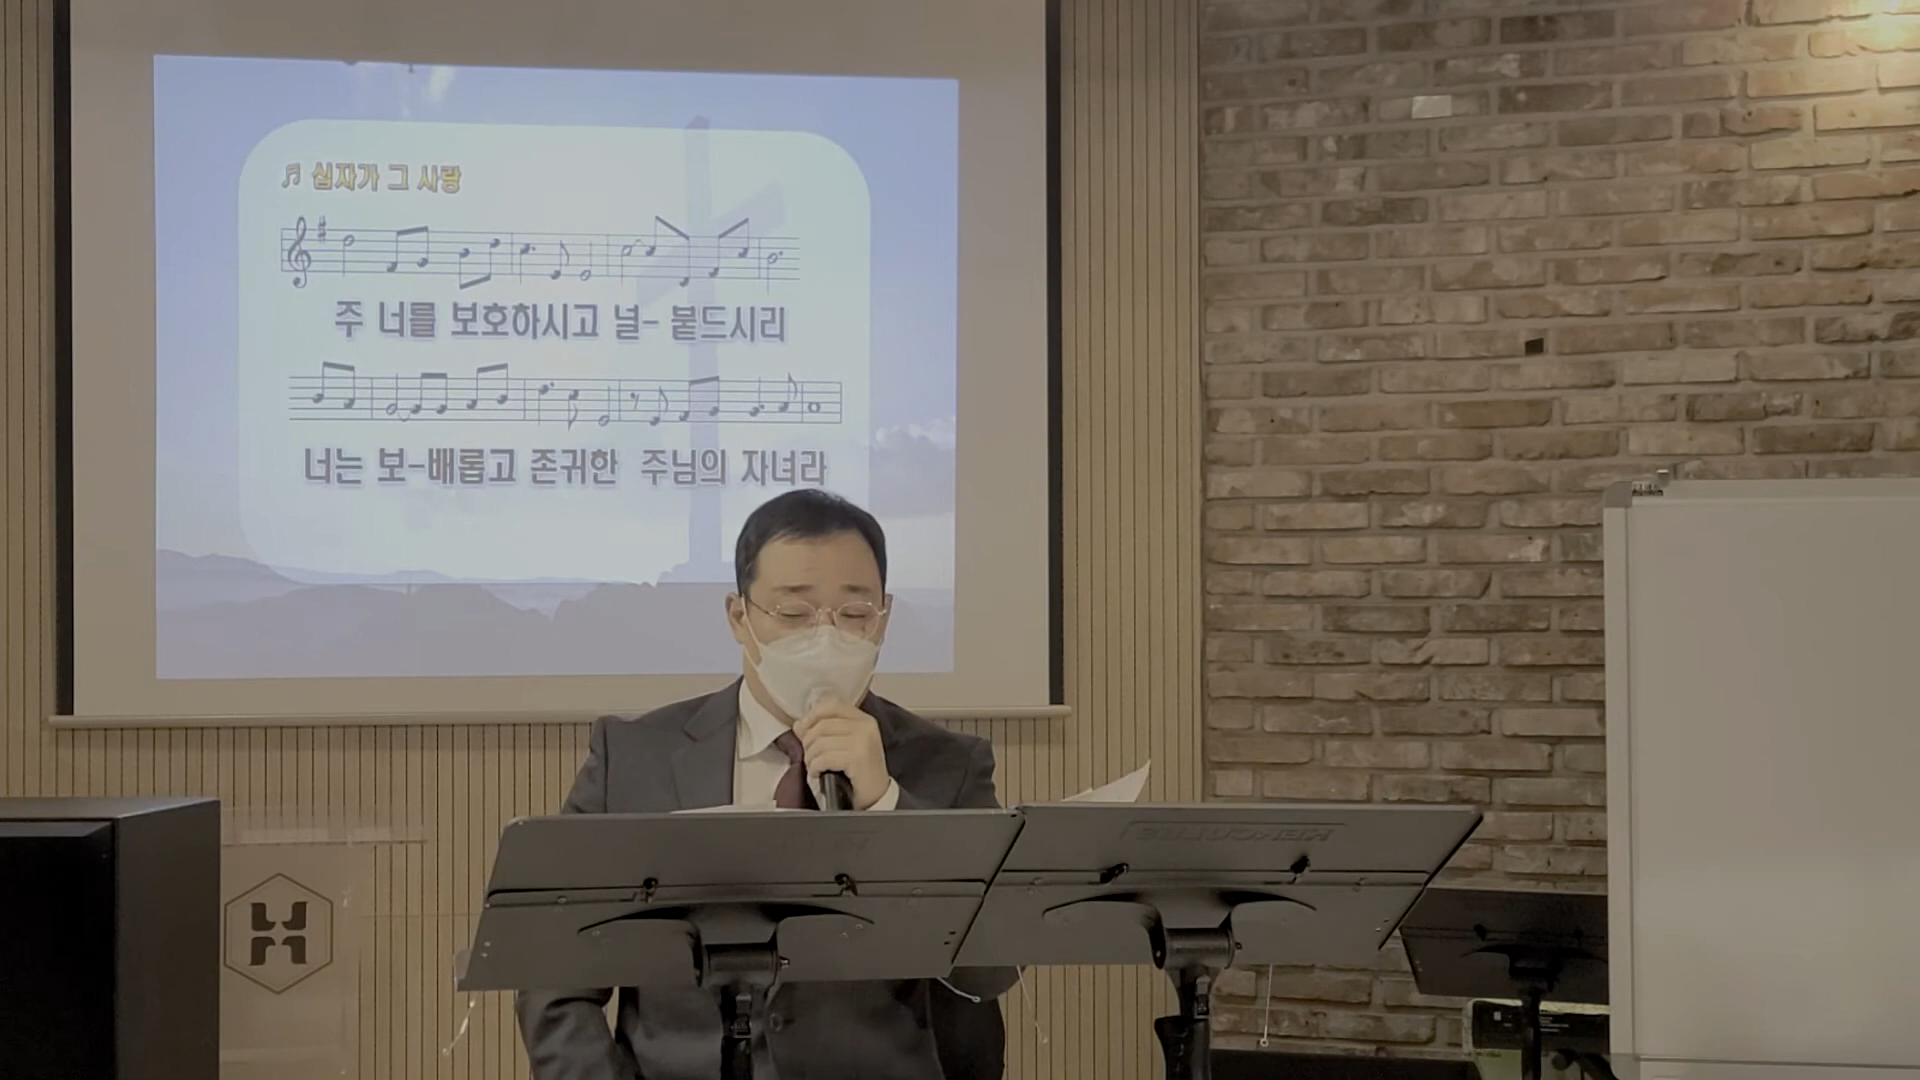 십자가 그 사랑
주 너를 보호하시고 널- 붙드시리
너는 보-배롭고 존귀한 주님의 자녀라